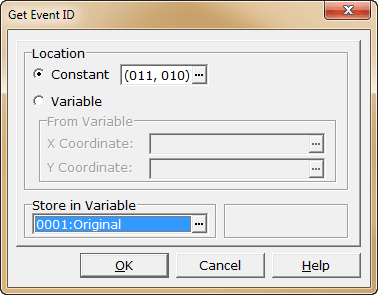 Get Event ID
Location
Constant (011, 010) ...
Variable
From Variable
X Coordinate: ...
Y Coordinate: ...
Store in Variable
0001:Original ...
OK Cancel Help